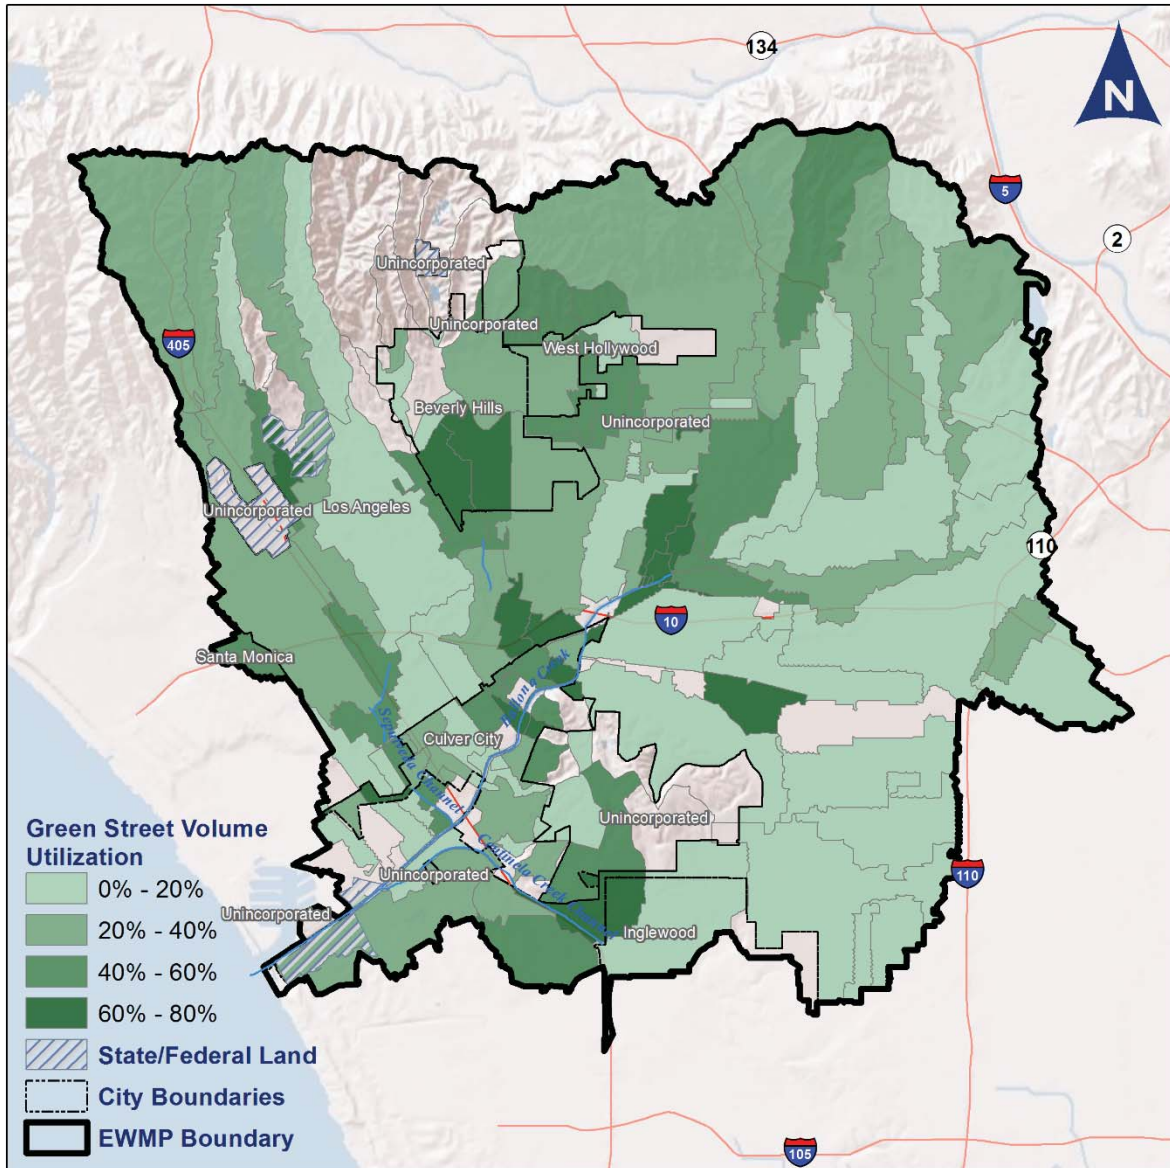 134
N
5
2
Unincorporated
Unincorporated
405
West Hollywood
Beverly Hills
Unincorporated
Unincorporated
Los Angeles
110
10
Santa Monica
Ballona Creek
Sepulveda Channel
Culver City
Unincorporated
Centinela Creek Channel
Unincorporated
110
Unincorporated
Inglewood
Green Street Volume
Utilization
0% - 20%
20% - 40%
40% - 60%
60% - 80%
State/Federal Land
City Boundaries
EWMP Boundary
105